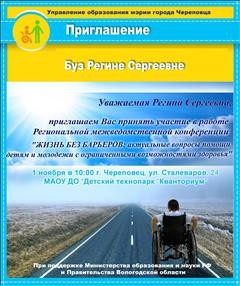 Управление образования мэрии города Череповца
Приглашение
Буз Регине Сергеевне
Уважаемая Регина Сергеевна,
приглашаем Вас принять участие в работе
Региональной межведомственной конференции
"ЖИЗНЬ БЕЗ БАРЬЕРОВ: актуальные вопросы помощи
детям и молодежи с ограниченными возможностями здоровья"
1 ноября в 10:00 г. Череповец, ул. Сталеваров, 24
МАОУ ДО "Детский технопарк "Кванториум"
При поддержке Министерства образования и науки РФ
и Правительства Вологодской области